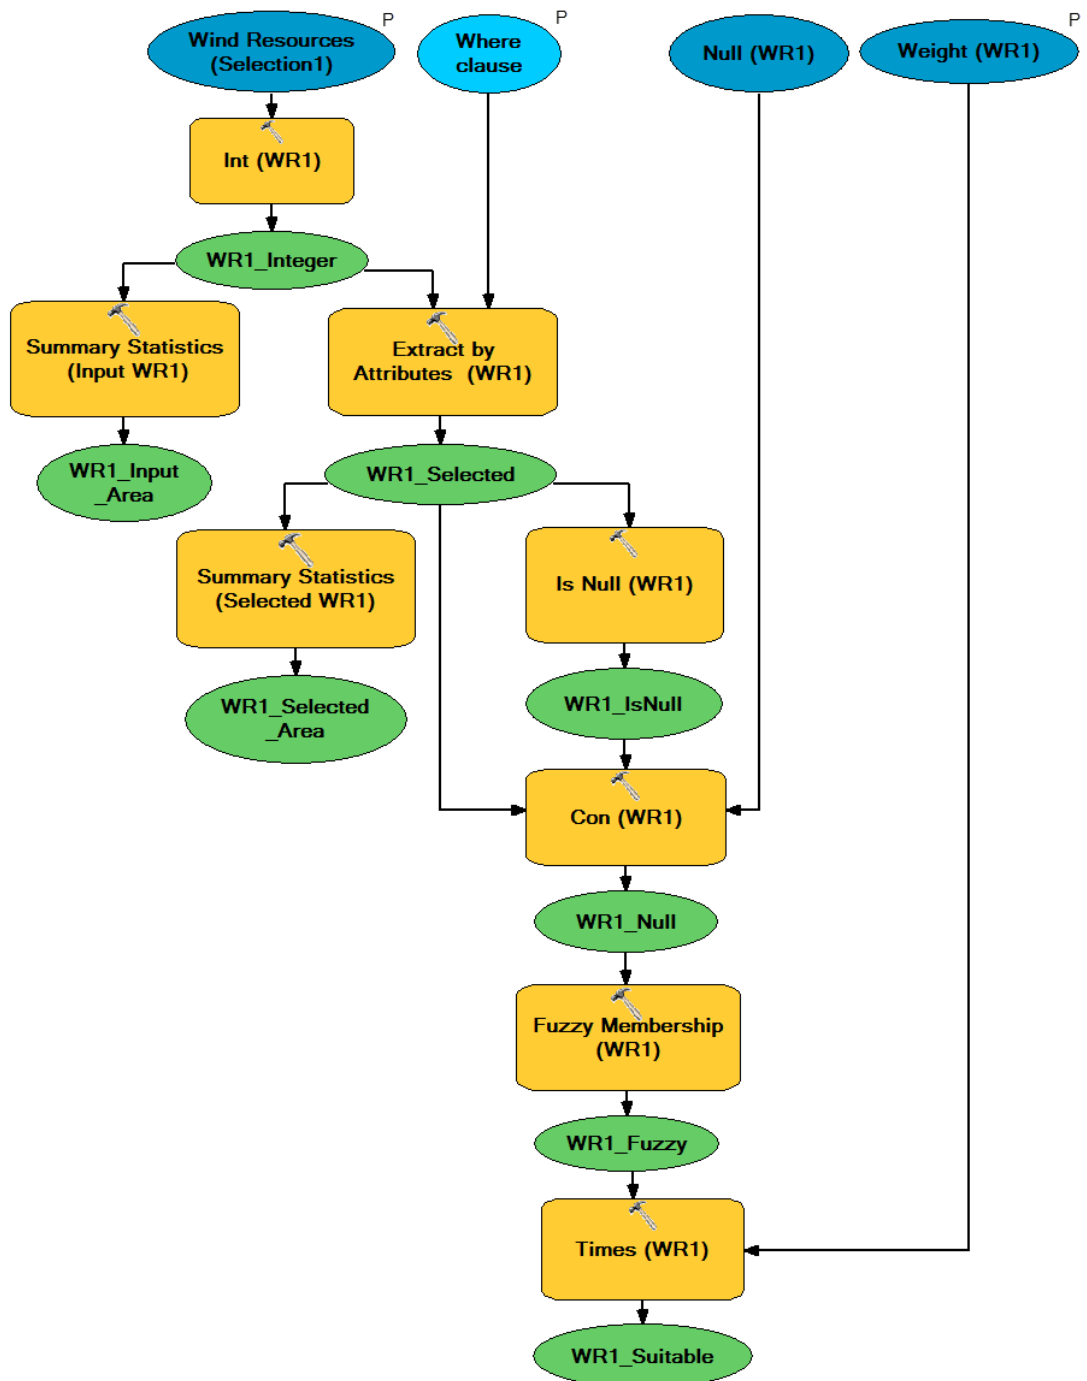 P
P
P
Wind Resources
(Selection1)
Where
clause
Null (WR1)
Weight (WR1)
Int (WR1)
WR1_Integer
Summary Statistics
(Input WR1)
Extract by
Attributes (WR1)
WR1_Input
_Area
WR1_Selected
Summary Statistics
(Selected WR1)
Is Null (WR1)
WR1_Selected
_Area
WR1_IsNull
Con (WR1)
WR1_Null
Fuzzy Membership
(WR1)
WR1_Fuzzy
Times (WR1)
WR1_Suitable